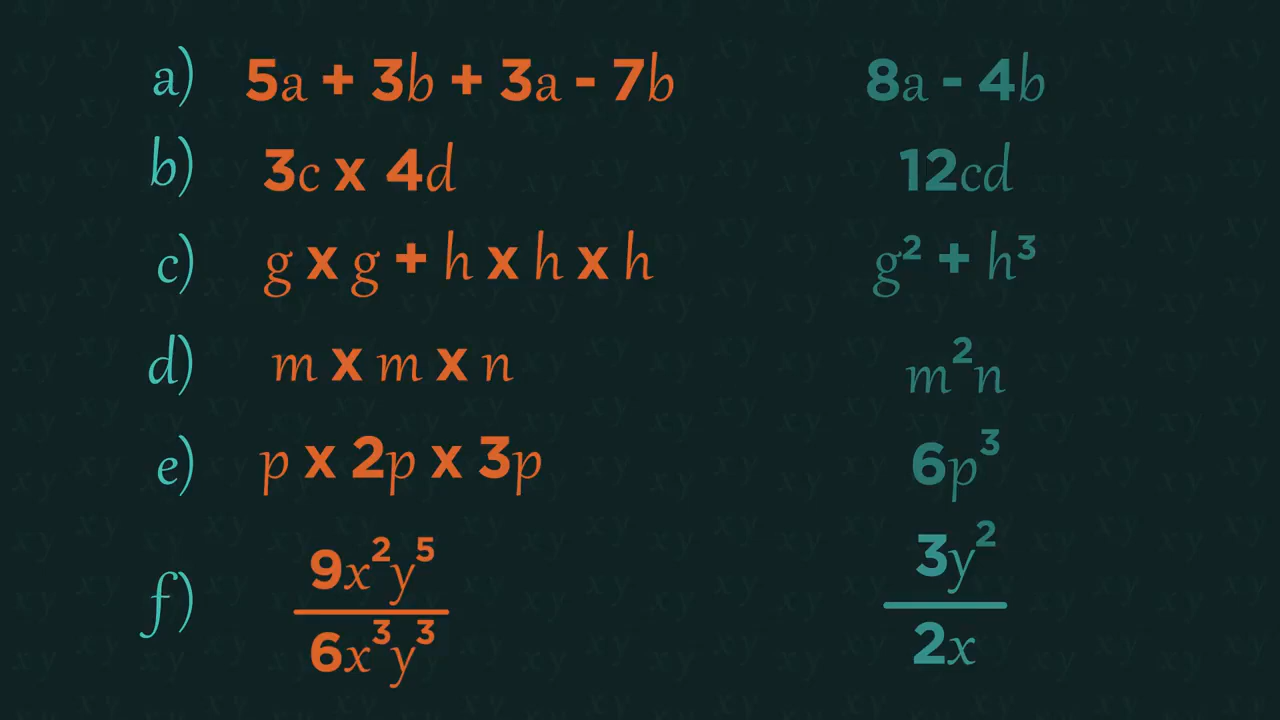 a) 5a + 3b + 3a - 7b 8a - 4b
b) 3c x 4d 12cd
c) g x g + h x h x h g² + h³
d) m x m x n m²n
e) p x 2p x 3p 6p³
f) 9x²y⁵ / 6x³y³ 3y² / 2x